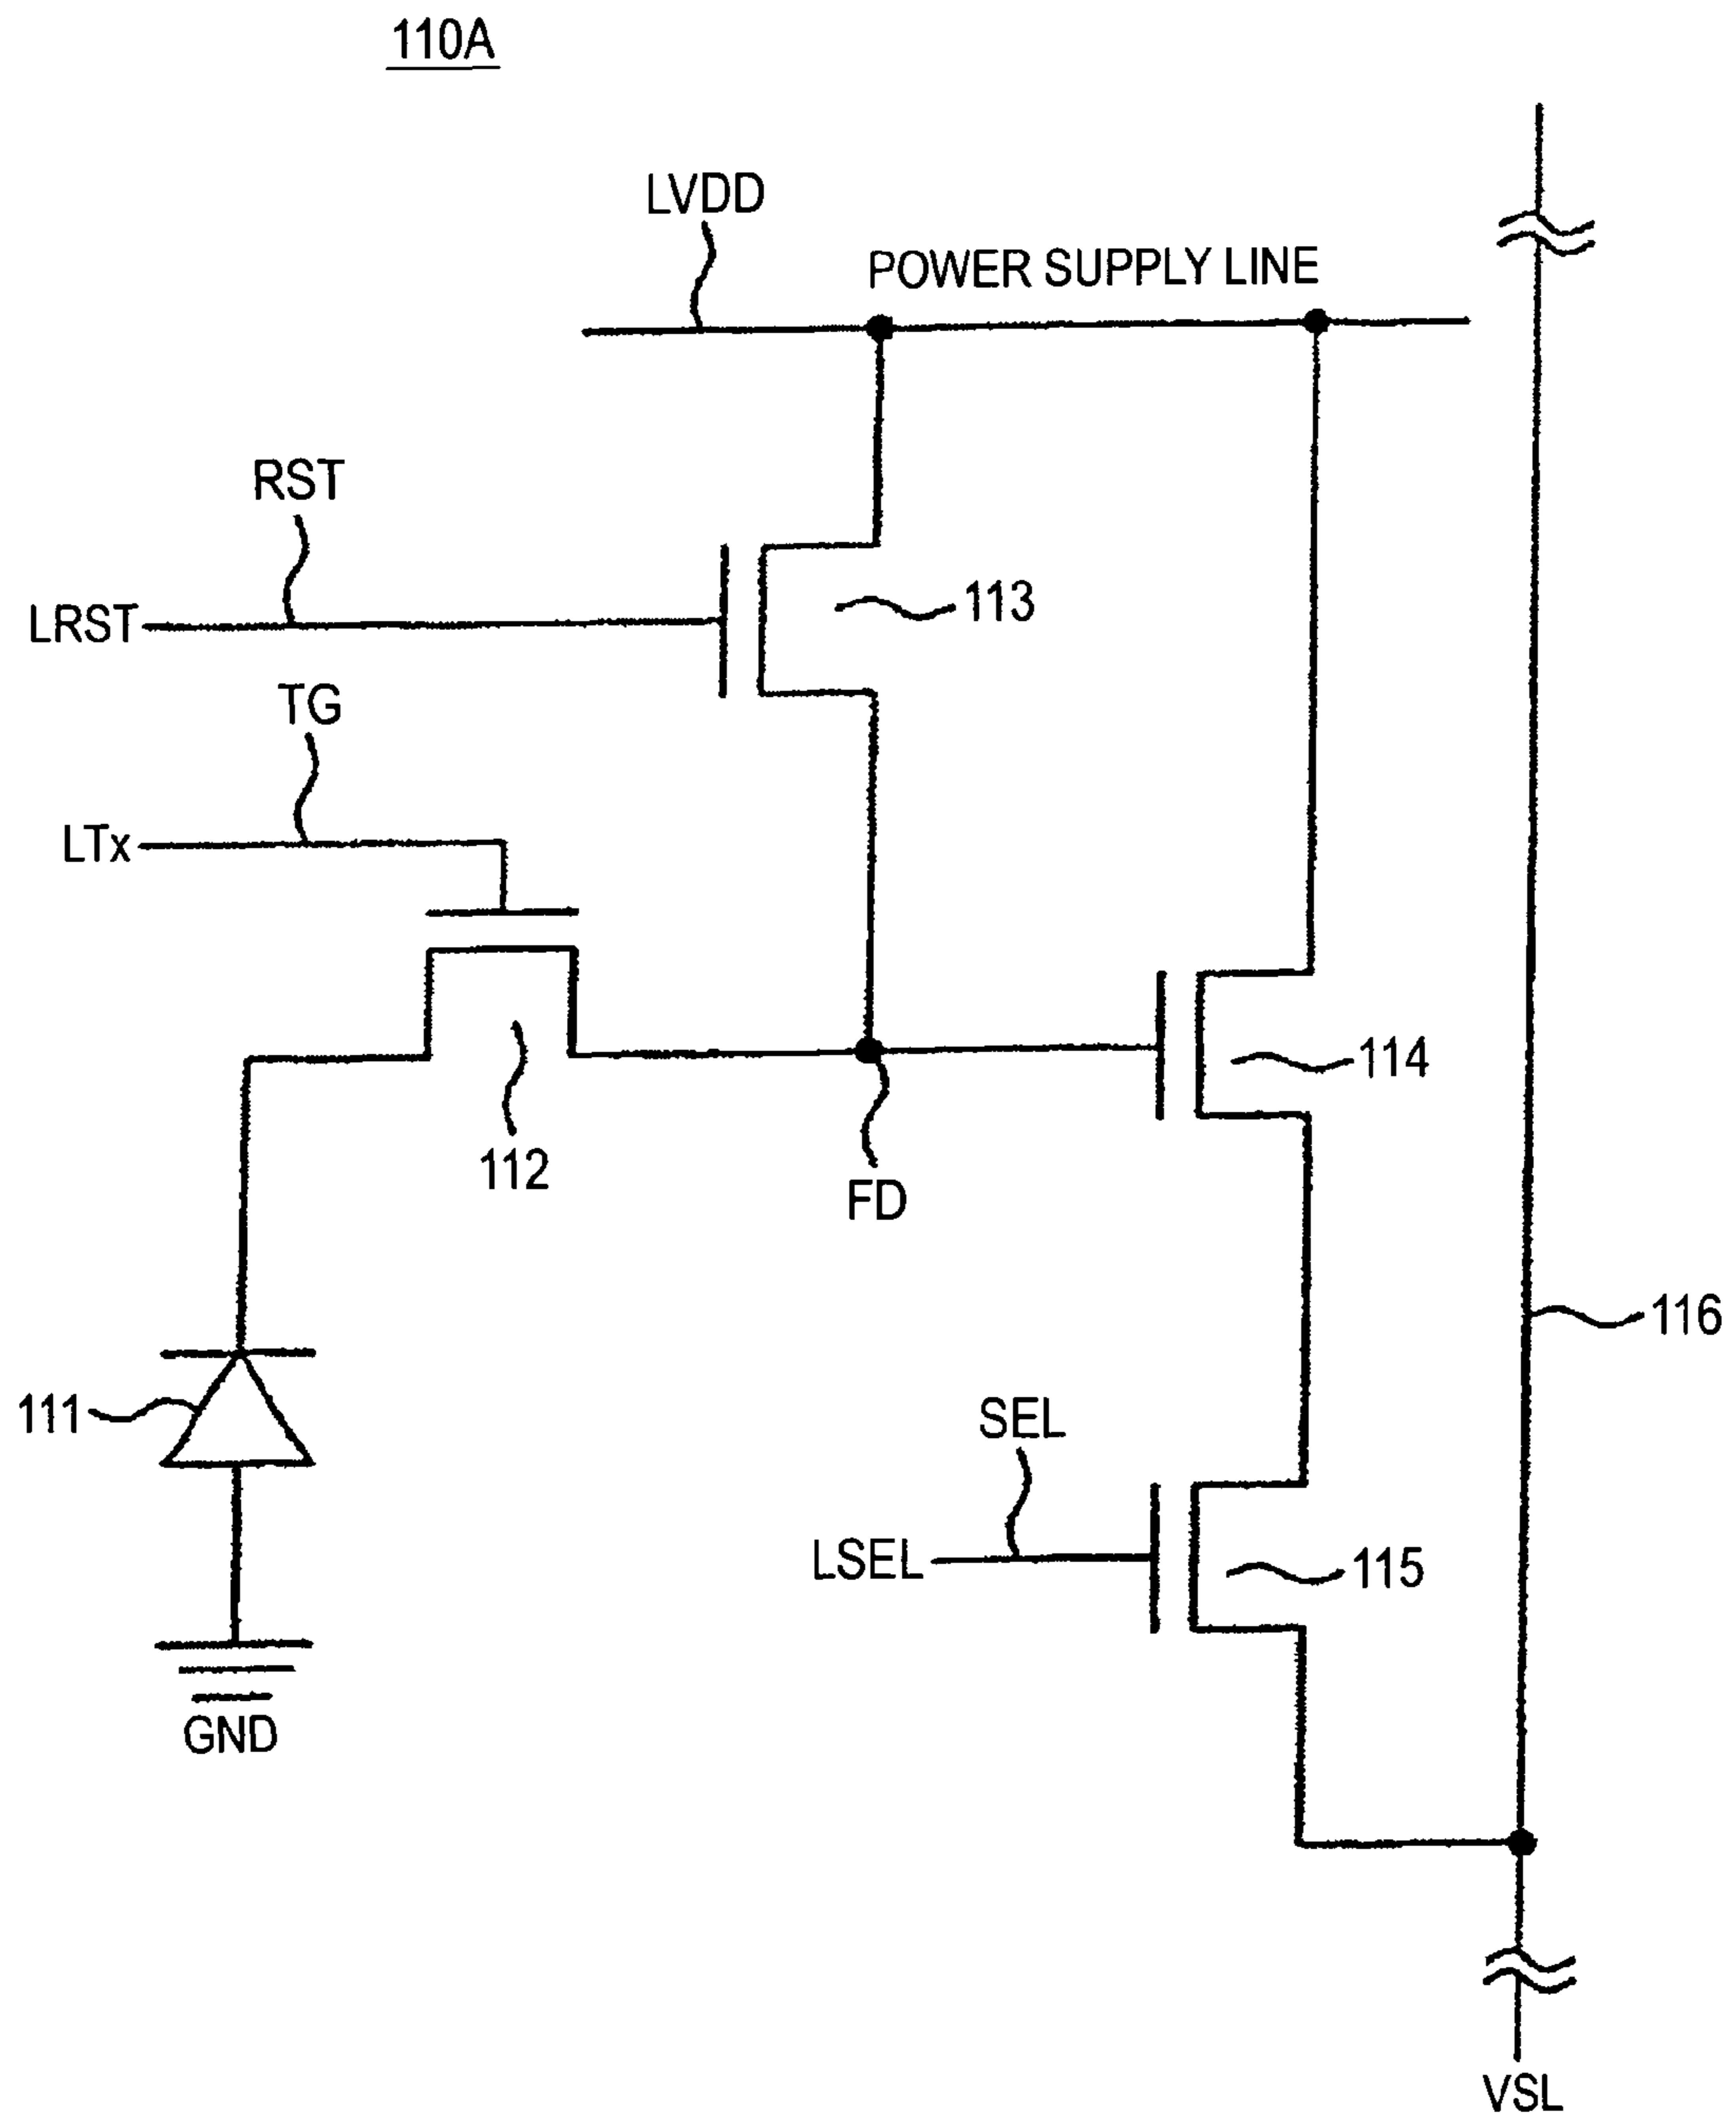 110A
LVDD
POWER SUPPLY LINE
RST
LRST
113
TG
LTx
114
112
FD
116
111
SEL
LSEL
115
GND
VSL